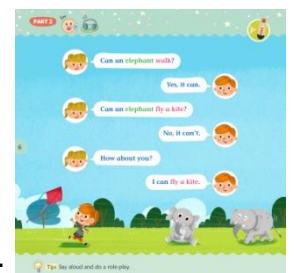 PART 2
Can an elephant walk?
Yes, it can.
Can an elephant fly a kite?
No, it can't.
How about you?
I can fly a kite.
6
Tips Say aloud and do a role-play.